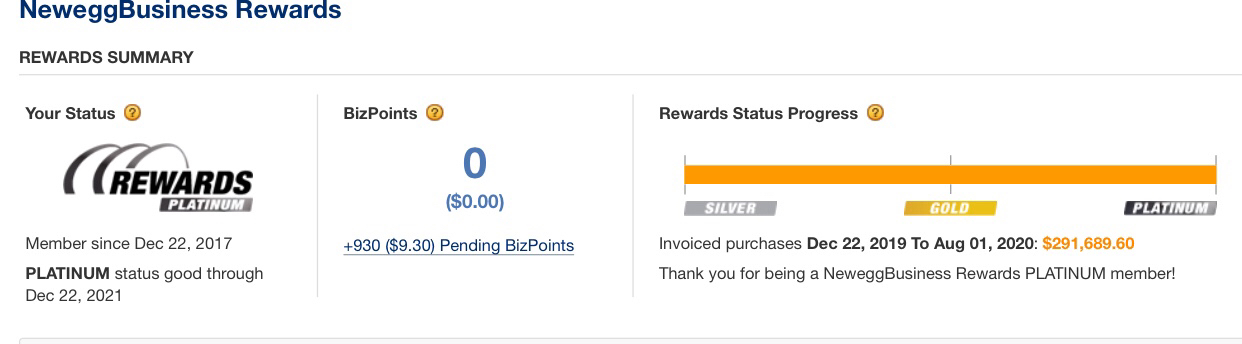 NeweggBusiness Rewards
REWARDS SUMMARY
Your Status ?
REWARDS
PLATINUM
Member since Dec 22, 2017
PLATINUM status good through
Dec 22, 2021
BizPoints ?
0
($0.00)
+930 ($9.30) Pending BizPoints
Rewards Status Progress ?
SILVER GOLD PLATINUM
Invoiced purchases Dec 22, 2019 To Aug 01, 2020: $291,689.60
Thank you for being a NeweggBusiness Rewards PLATINUM member!